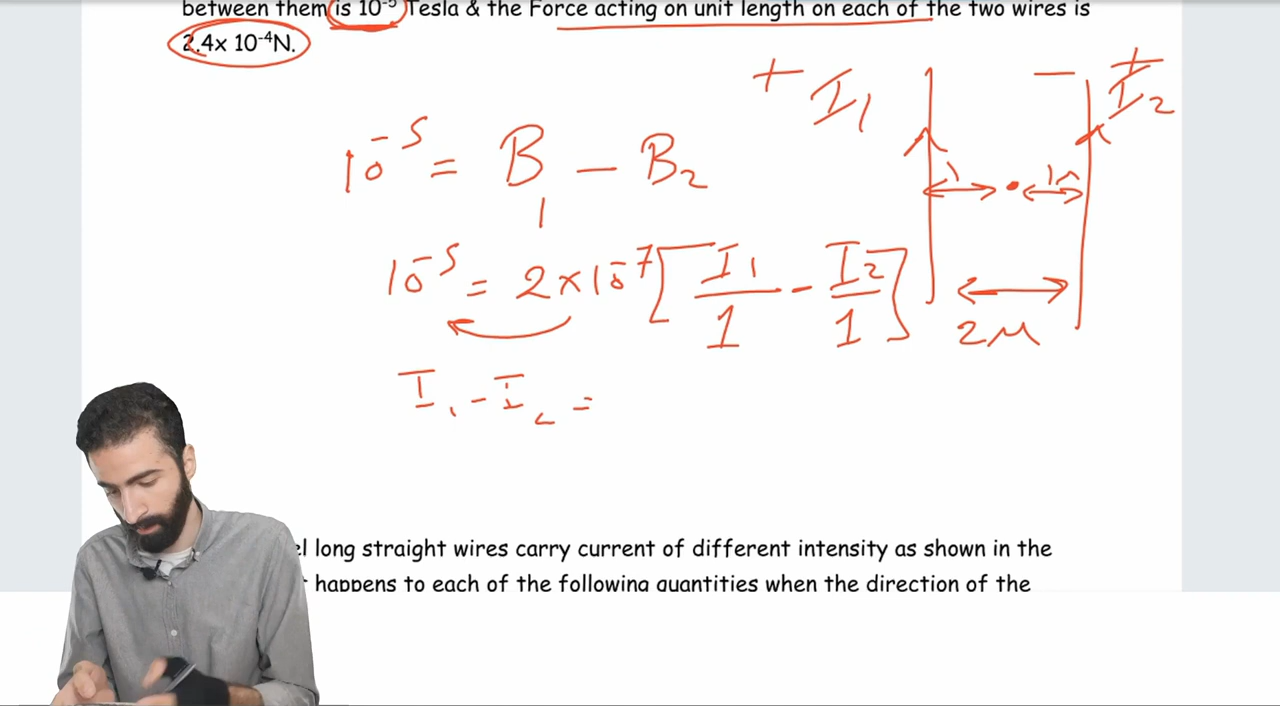 between them is 10⁻⁵ Tesla & the Force acting on unit length on each of the two wires is
2.4x 10⁻⁴N.
+ I₁ − + I₂
10⁻⁵ = B₁ − B₂
1m
10⁻⁵ = 2 × 10⁻⁷ [ I₁/1 − I₂/1 ]
2m
I₁ − I₂ =
el long straight wires carry current of different intensity as shown in the
happens to each of the following quantities when the direction of the